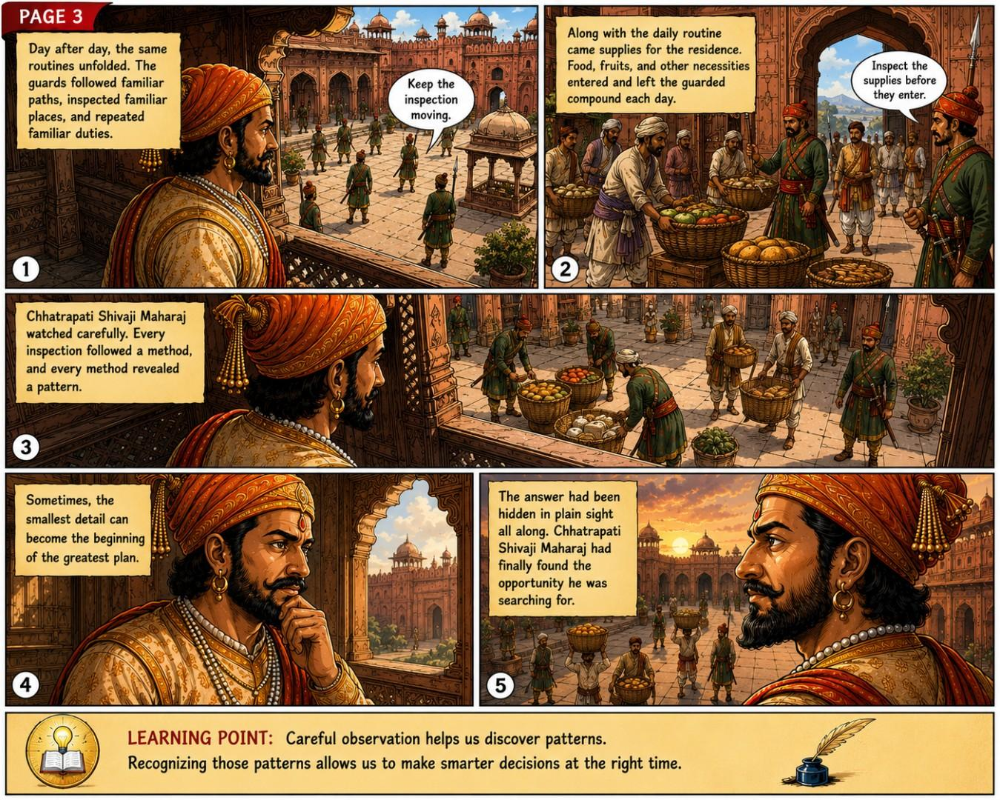 PAGE 3
Day after day, the same
routines unfolded. The
guards followed familiar
paths, inspected familiar
places, and repeated
familiar duties.
Keep the
inspection
moving.
1
Along with the daily routine
came supplies for the residence.
Food, fruits, and other necessities
entered and left the guarded
compound each day.
Inspect the
supplies before
they enter.
2
Chhatrapati Shivaji Maharaj
watched carefully. Every
inspection followed a method,
and every method revealed
a pattern.
3
Sometimes, the
smallest detail can
become the beginning
of the greatest plan.
4
The answer had been
hidden in plain sight
all along. Chhatrapati
Shivaji Maharaj had
finally found the
opportunity he was
searching for.
5
LEARNING POINT: Careful observation helps us discover patterns.
Recognizing those patterns allows us to make smarter decisions at the right time.